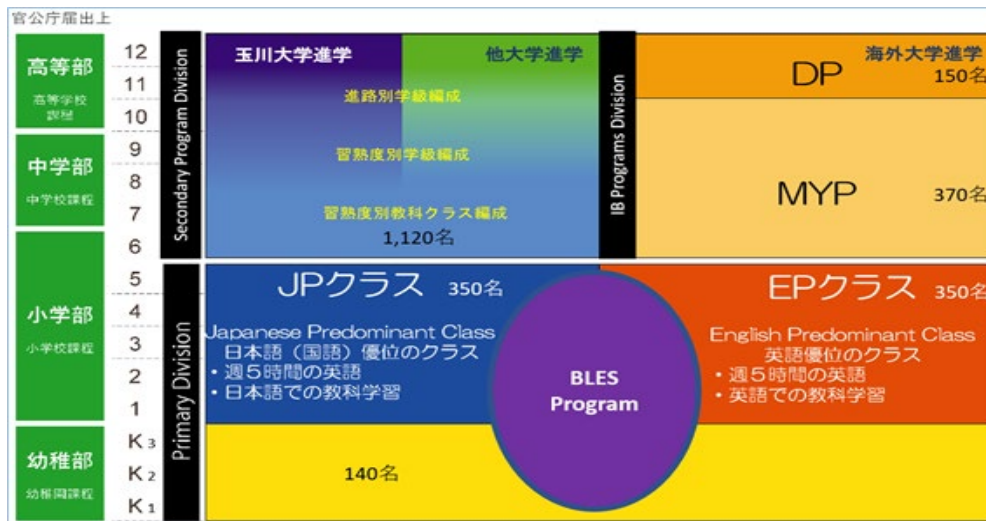 官公庁届出上
高等部
高等学校
課程
中学部
中学校課程
小学部
小学校課程
幼稚部
幼稚園課程
12
11
10
9
8
7
6
5
4
3
2
1
K3
K2
K1
Secondary Program Division
Primary Division
玉川大学進学
他大学進学
進路別学級編成
習熟度別学級編成
習熟度別教科クラス編成
1,120名
IB Programs Division
海外大学進学
DP
150名
MYP
370名
JPクラス 350名
Japanese Predominant Class
日本語（国語）優位のクラス
・週５時間の英語
・日本語での教科学習
BLES
Program
EPクラス 350名
English Predominant Class
英語優位のクラス
・週５時間の英語
・英語での教科学習
140名